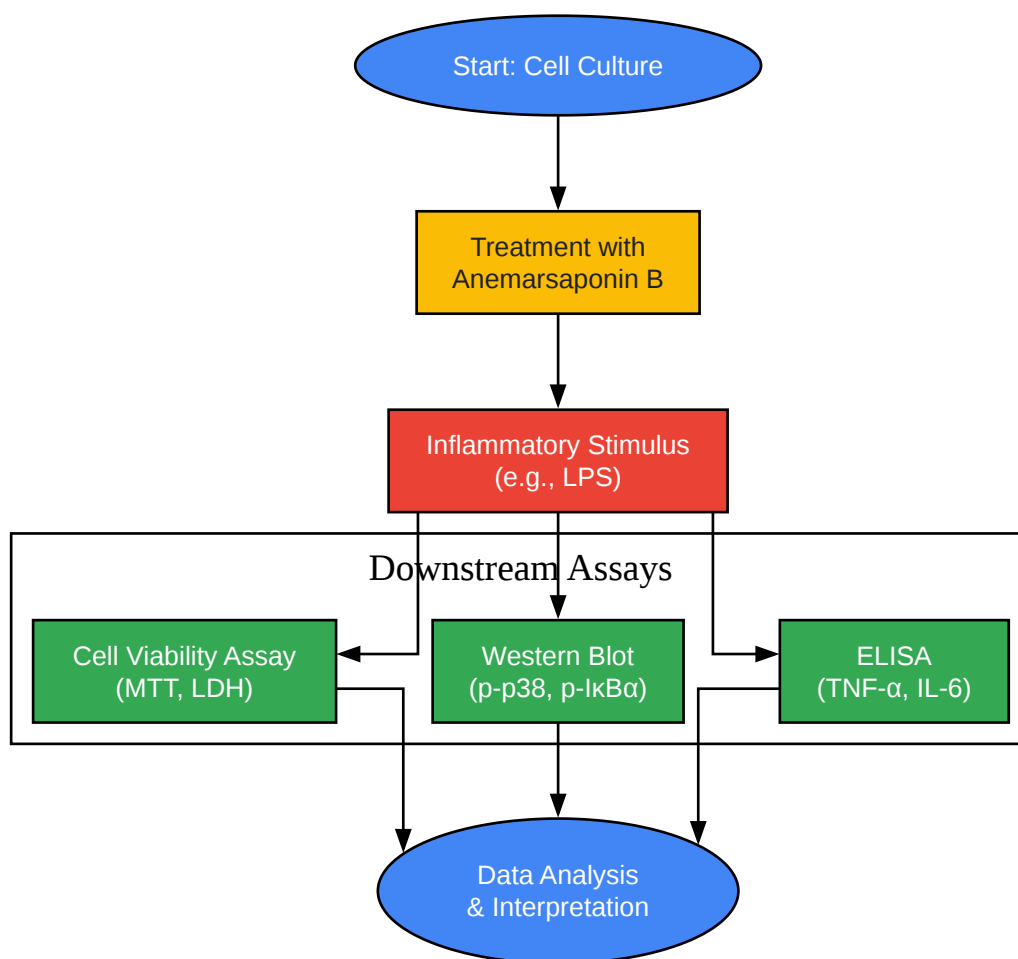 Start: Cell Culture
Treatment with
Anemarsaponin B
Inflammatory Stimulus
(e.g., LPS)
Downstream Assays
Cell Viability Assay
(MTT, LDH)
Western Blot
(p-p38, p-IκBα)
ELISA
(TNF-α, IL-6)
Data Analysis
& Interpretation